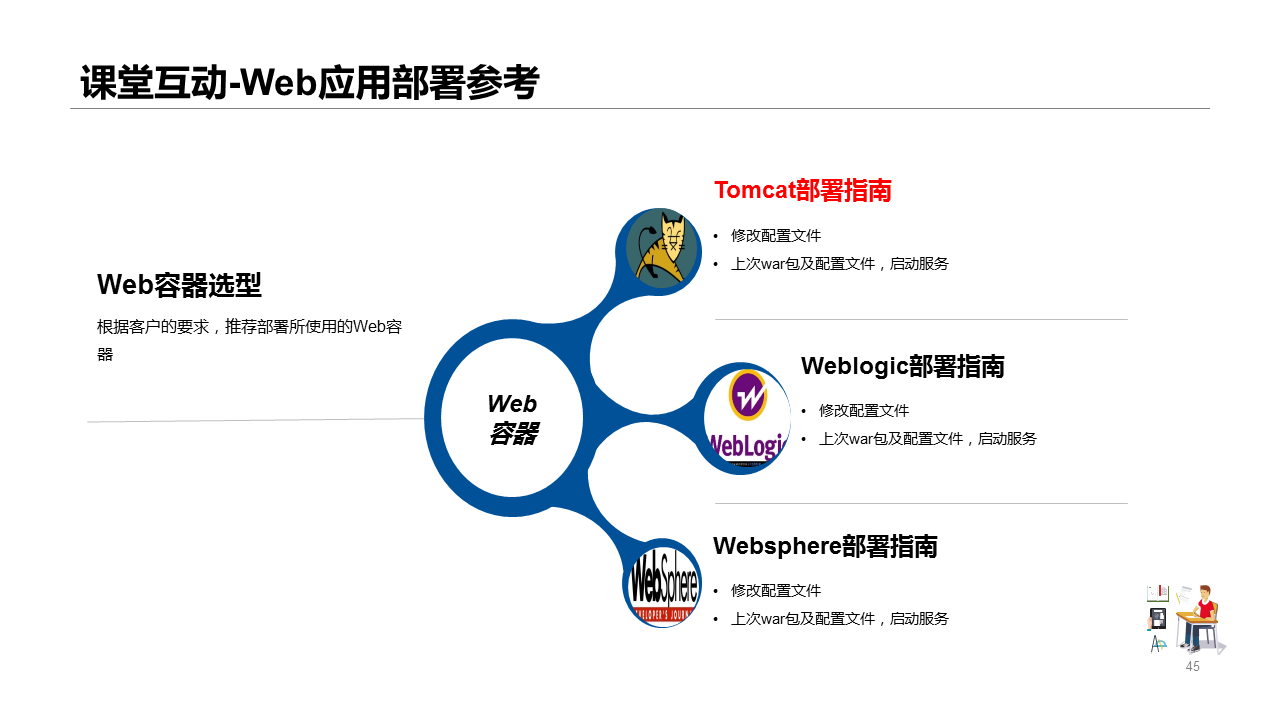 课堂互动-Web应用部署参考
Tomcat部署指南
• 修改配置文件
• 上次war包及配置文件，启动服务
Web容器选型
根据客户的要求，推荐部署所使用的Web容
器
Web
容器
Weblogic部署指南
• 修改配置文件
• 上次war包及配置文件，启动服务
WebLogic
Websphere部署指南
• 修改配置文件
• 上次war包及配置文件，启动服务
WebSphere
45